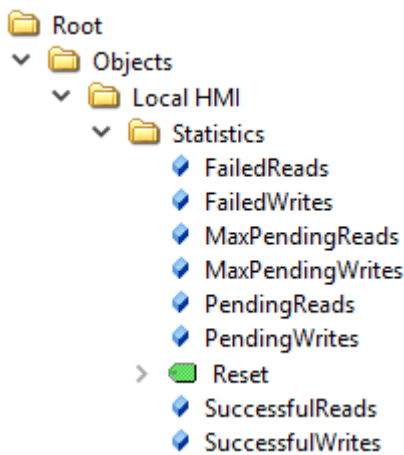 Root
Objects
Local HMI
Statistics
FailedReads
FailedWrites
MaxPendingReads
MaxPendingWrites
PendingReads
PendingWrites
Reset
SuccessfulReads
SuccessfulWrites